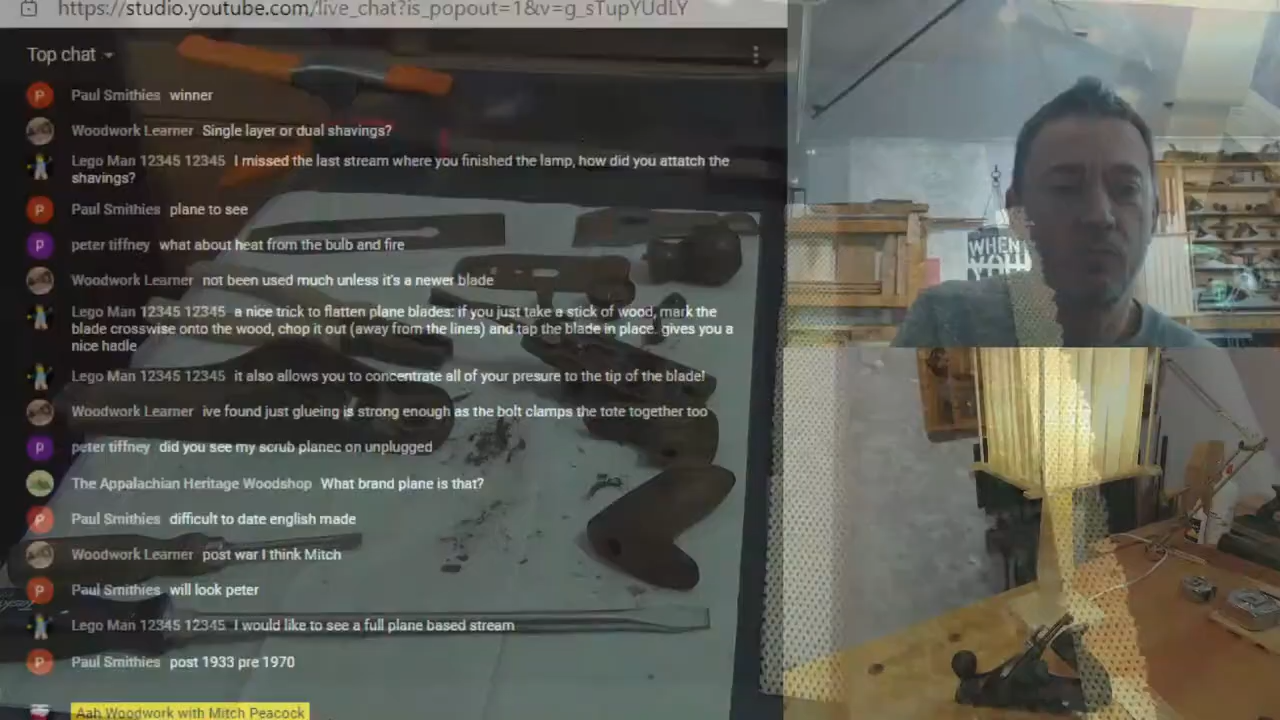 https://studio.youtube.com/live_chat?is_popout=1&v=g_sTupYUdLY
Top chat
P Paul Smithies winner
Woodwork Learner Single layer or dual shavings?
Lego Man 12345 12345 I missed the last stream where you finished the lamp, how did you attatch the
shavings?
P Paul Smithies plane to see
p peter tiffney what about heat from the bulb and fire
Woodwork Learner not been used much unless it's a newer blade
Lego Man 12345 12345 a nice trick to flatten plane blades: if you just take a stick of wood, mark the
blade crosswise onto the wood, chop it out (away from the lines) and tap the blade in place. gives you a
nice hadle
Lego Man 12345 12345 it also allows you to concentrate all of your presure to the tip of the blade!
Woodwork Learner ive found just glueing is strong enough as the bolt clamps the tote together too
p peter tiffney did you see my scrub planec on unplugged
The Appalachian Heritage Woodshop What brand plane is that?
P Paul Smithies difficult to date english made
Woodwork Learner post war I think Mitch
P Paul Smithies will look peter
Lego Man 12345 12345 I would like to see a full plane based stream
P Paul Smithies post 1933 pre 1970
Aah Woodwork with Mitch Peacock
WHEN